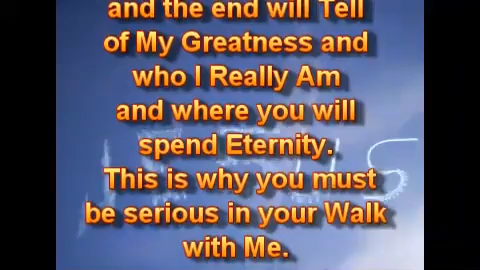 and the end will Tell
of My Greatness and
who I Really Am
and where you will
spend Eternity.
This is why you must
be serious in your Walk
with Me.
JESUS